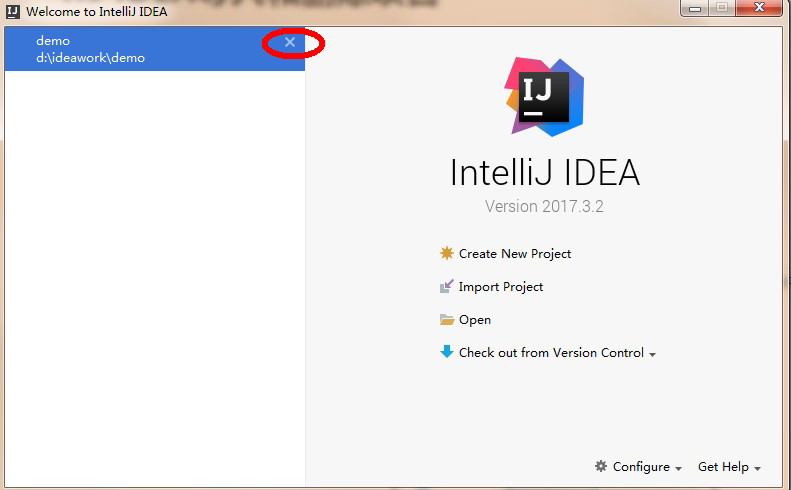 Welcome to IntelliJ IDEA
demo
d:\ideawork\demo
IJ
IntelliJ IDEA
Version 2017.3.2
Create New Project
Import Project
Open
Check out from Version Control
Configure
Get Help